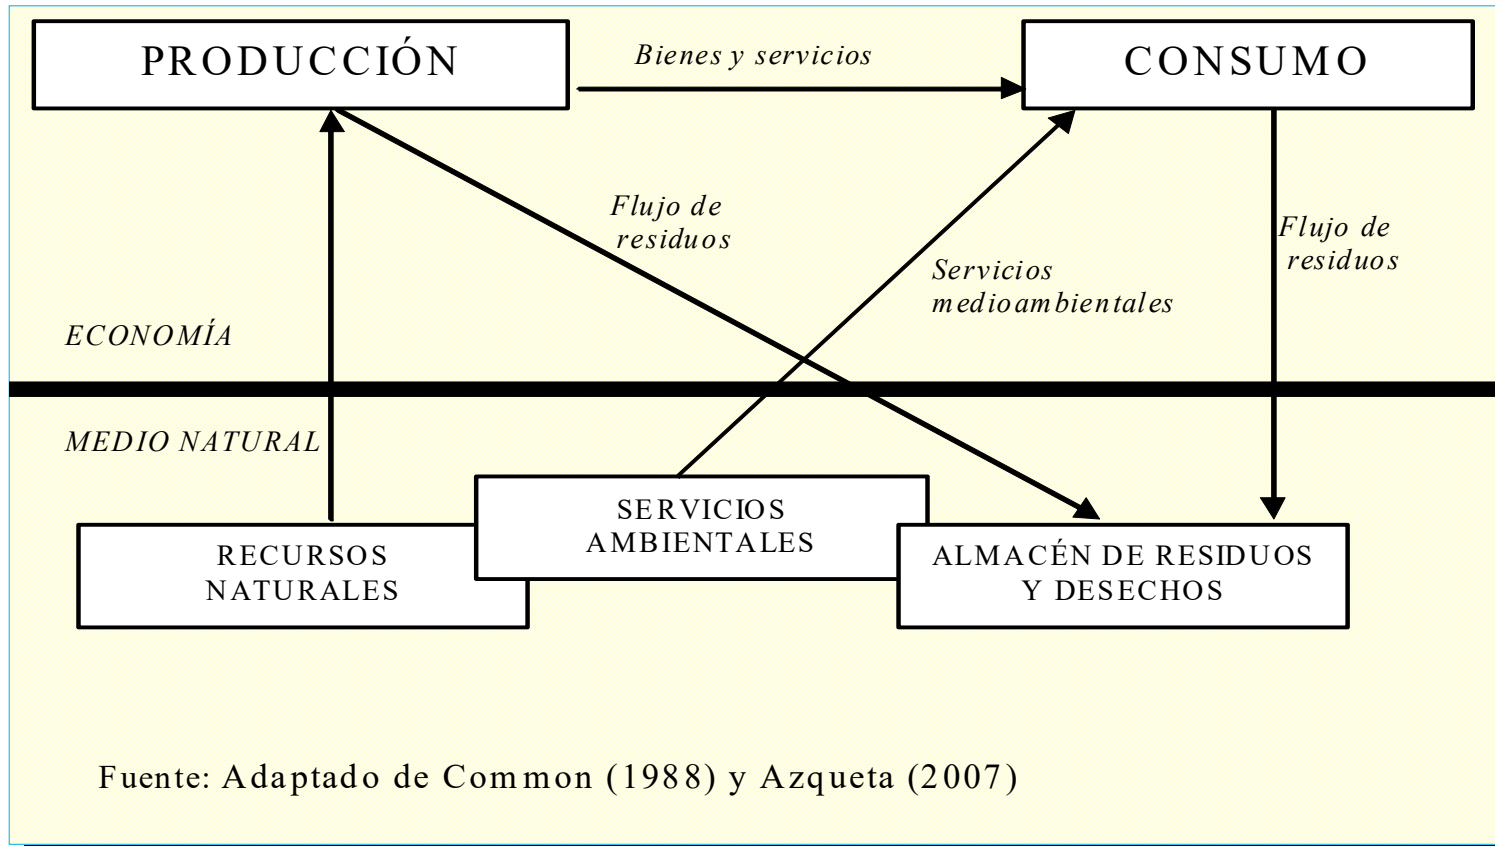 PRODUCCIÓN
Bienes y servicios
CONSUMO
Flujo de
residuos
Servicios
medioambientales
Flujo de
residuos
ECONOMÍA
MEDIO NATURAL
RECURSOS
NATURALES
SERVICIOS
AMBIENTALES
ALMACÉN DE RESIDUOS
Y DESECHOS
Fuente: Adaptado de Common (1988) y Azqueta (2007)